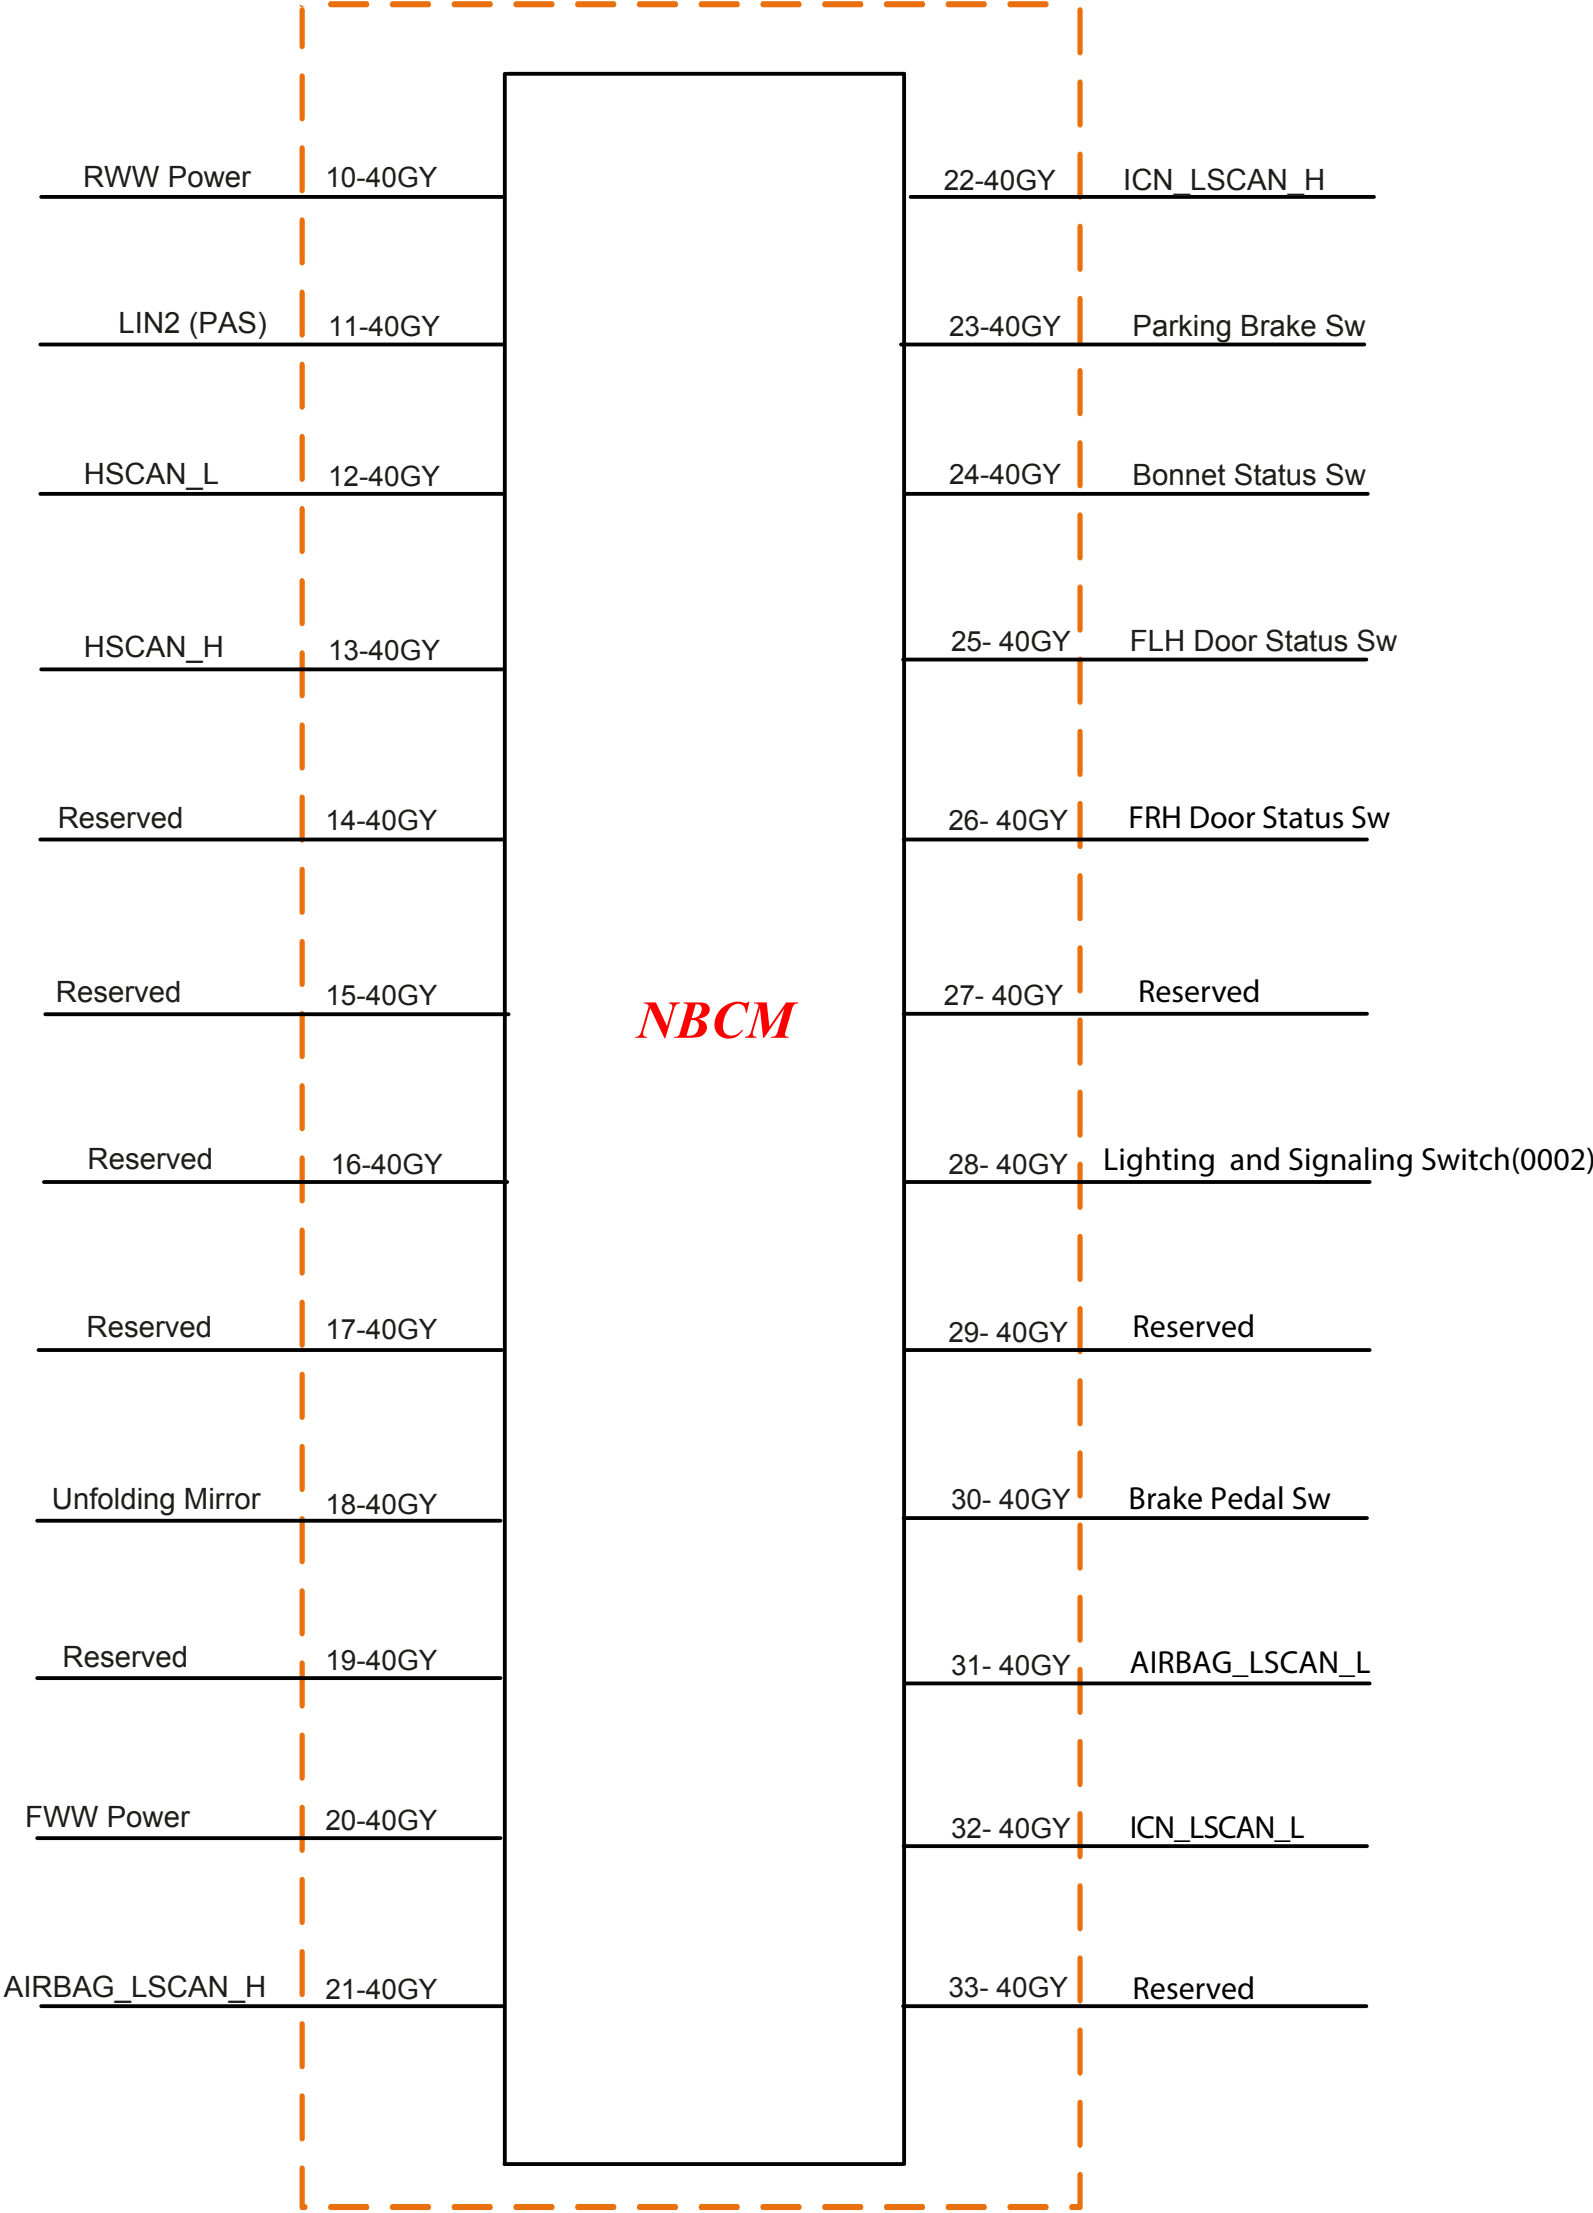 RWW Power 10-40GY 22-40GY ICN_LSCAN_H
LIN2 (PAS) 11-40GY 23-40GY Parking Brake Sw
HSCAN_L 12-40GY 24-40GY Bonnet Status Sw
HSCAN_H 13-40GY 25- 40GY FLH Door Status Sw
Reserved 14-40GY 26- 40GY FRH Door Status Sw
Reserved 15-40GY 27- 40GY Reserved
NBCM
Reserved 16-40GY 28- 40GY Lighting and Signaling Switch(0002)
Reserved 17-40GY 29- 40GY Reserved
Unfolding Mirror 18-40GY 30- 40GY Brake Pedal Sw
Reserved 19-40GY 31- 40GY AIRBAG_LSCAN_L
FWW Power 20-40GY 32- 40GY ICN_LSCAN_L
AIRBAG_LSCAN_H 21-40GY 33- 40GY Reserved